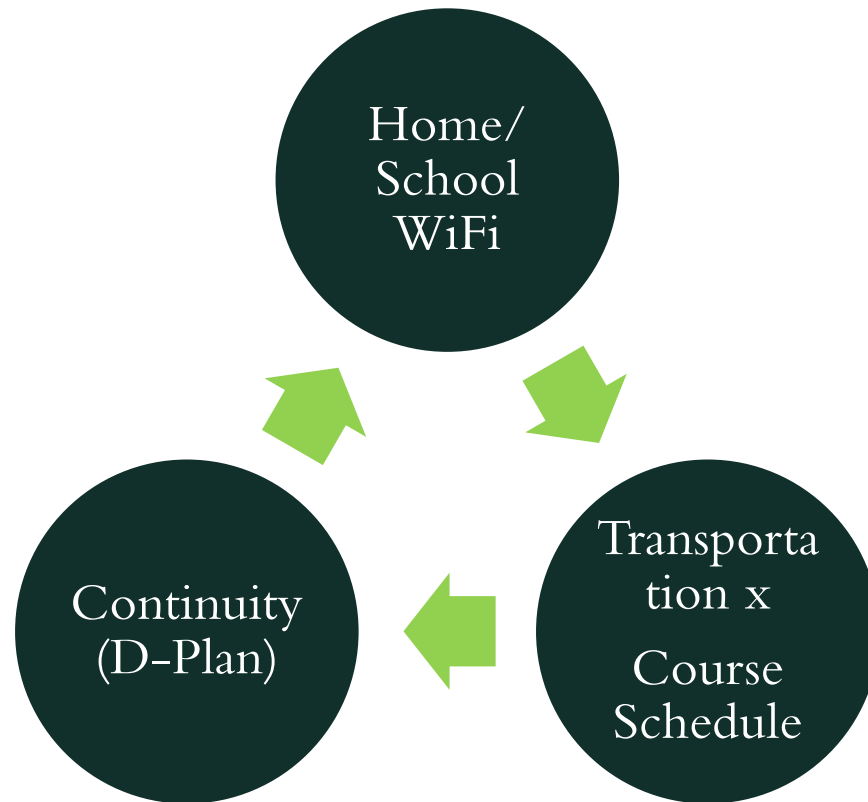 Home/
School
WiFi
Transporta
tion x
Course
Schedule
Continuity
(D-Plan)